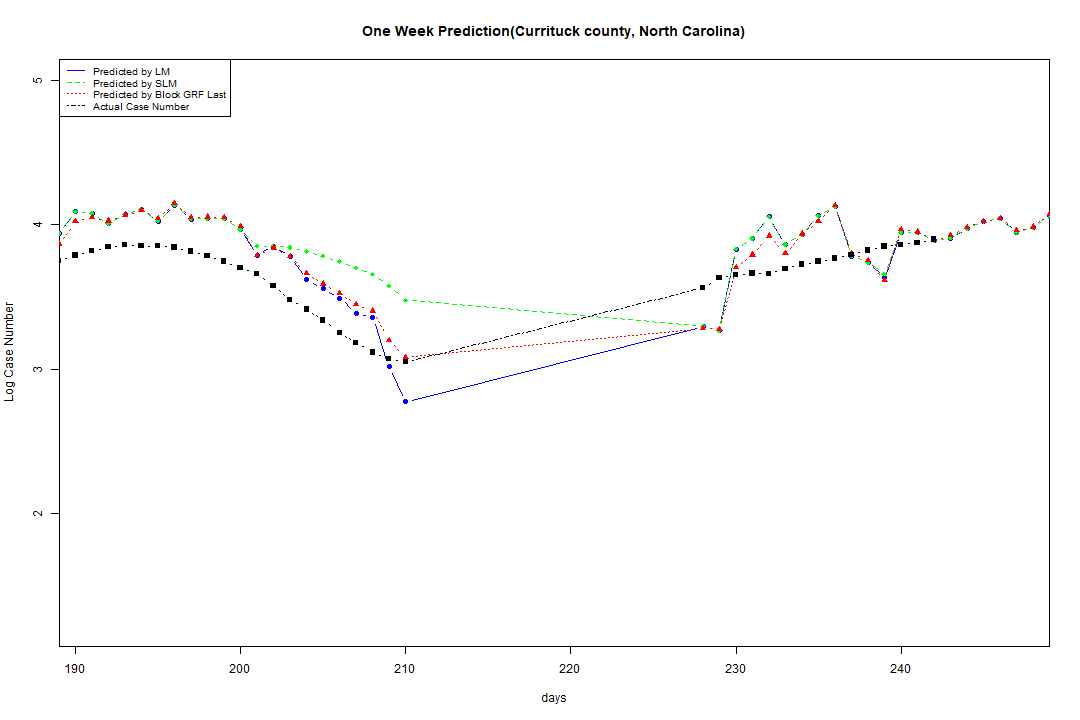 One Week Prediction(Currituck county, North Carolina)
Predicted by LM
Predicted by SLM
Predicted by Block GRF Last
Actual Case Number
5
4
3
2
Log Case Number
190 200 210 220 230 240
days